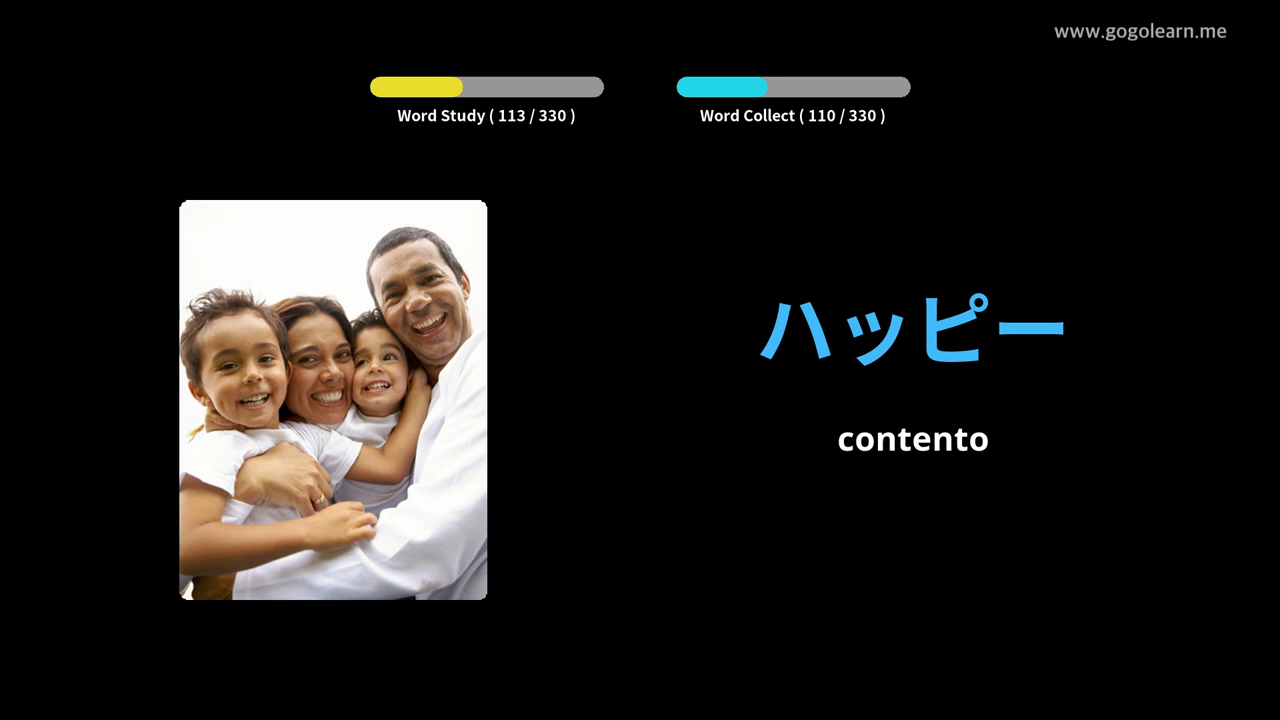 www.gogolearn.me
Word Study ( 113 / 330 )
Word Collect ( 110 / 330 )
ハッピー
contento